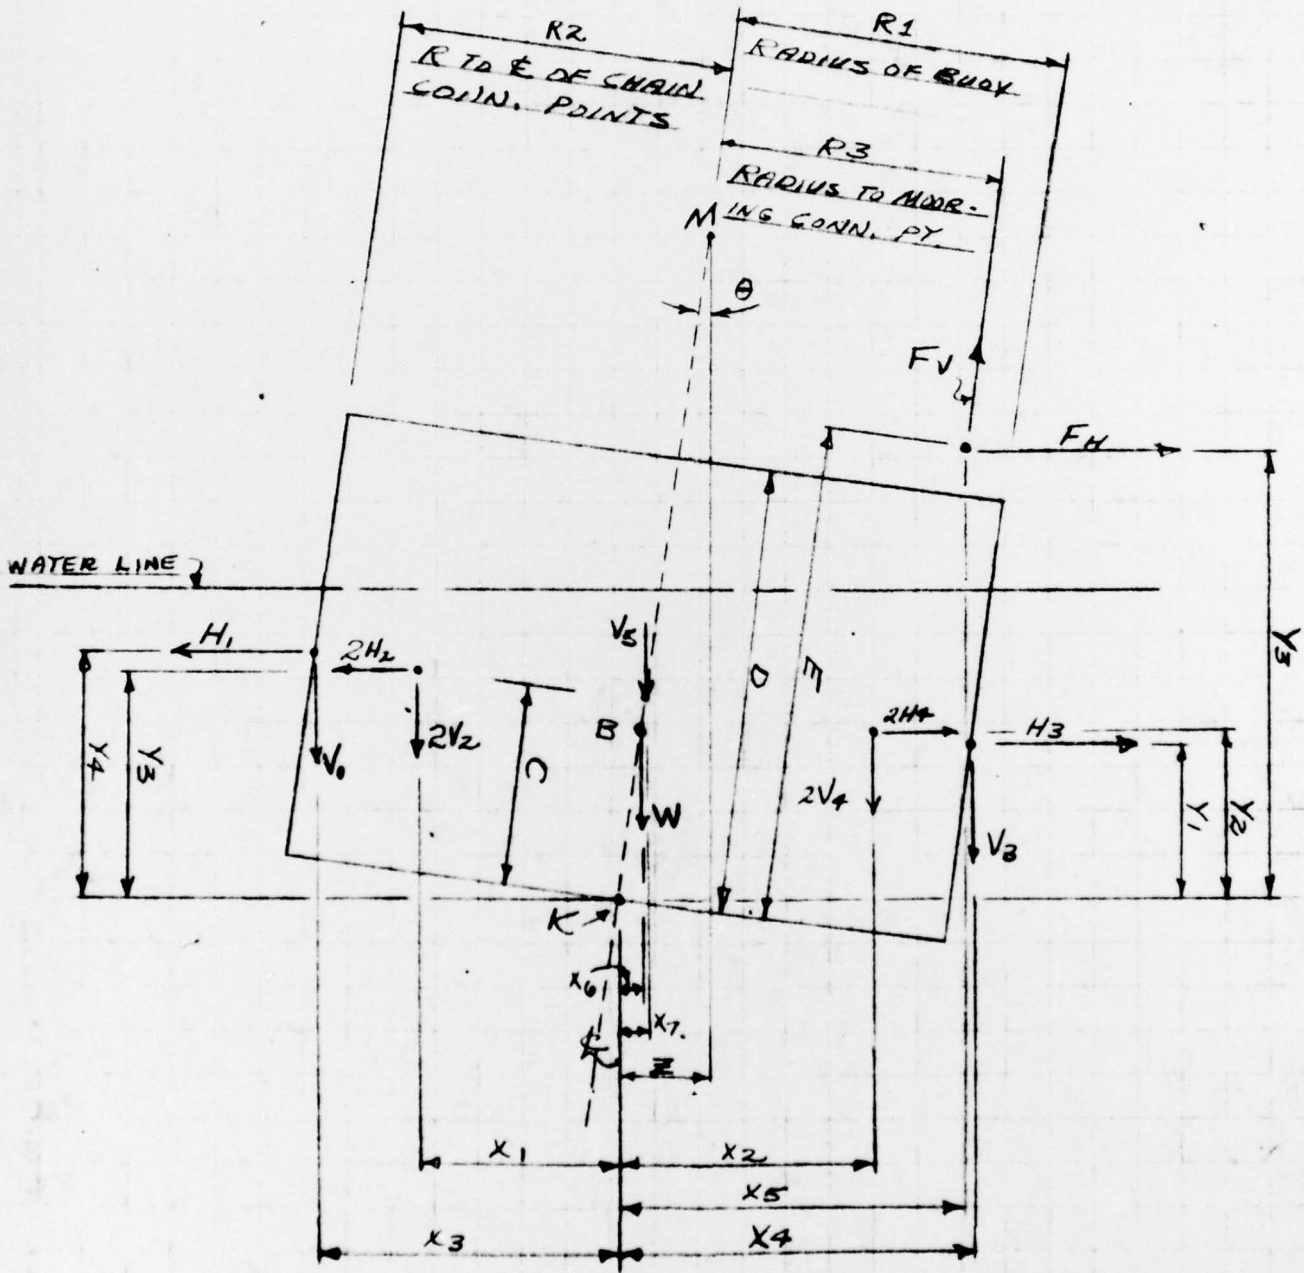 R2
R TO ℄ OF CHAIN
CONN. POINTS
R1
RADIUS OF BUOY
R3
RADIUS TO MOOR-
ING CONN. PT.
M
θ
FV
FH
WATER LINE
H1
2H2
V5
B
C
D
E
2H4
H3
Y5
V1
2V2
W
2V4
V3
Y4
Y3
Y1
Y2
K
X6
X7
℄
Z
X1
X2
X5
X3
X4